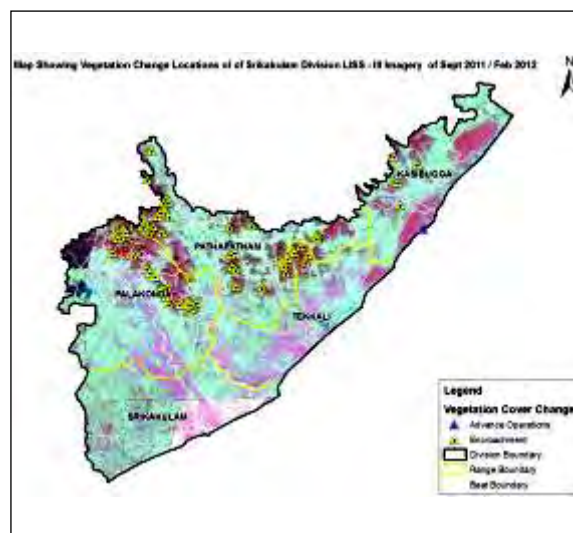 Map Showing Vegetation Change Locations of of Srikakulam Division LISS - III Imagery of Sept 2011 / Feb 2012
N
KASIBUGGA
PATHAPATNAM
PALAKONDA
TEKKALI
SRIKAKULAM
Legend
Vegetation Cover Change
Advance Operations
Encroachment
Division Boundary
Range Boundary
Beat Boundary